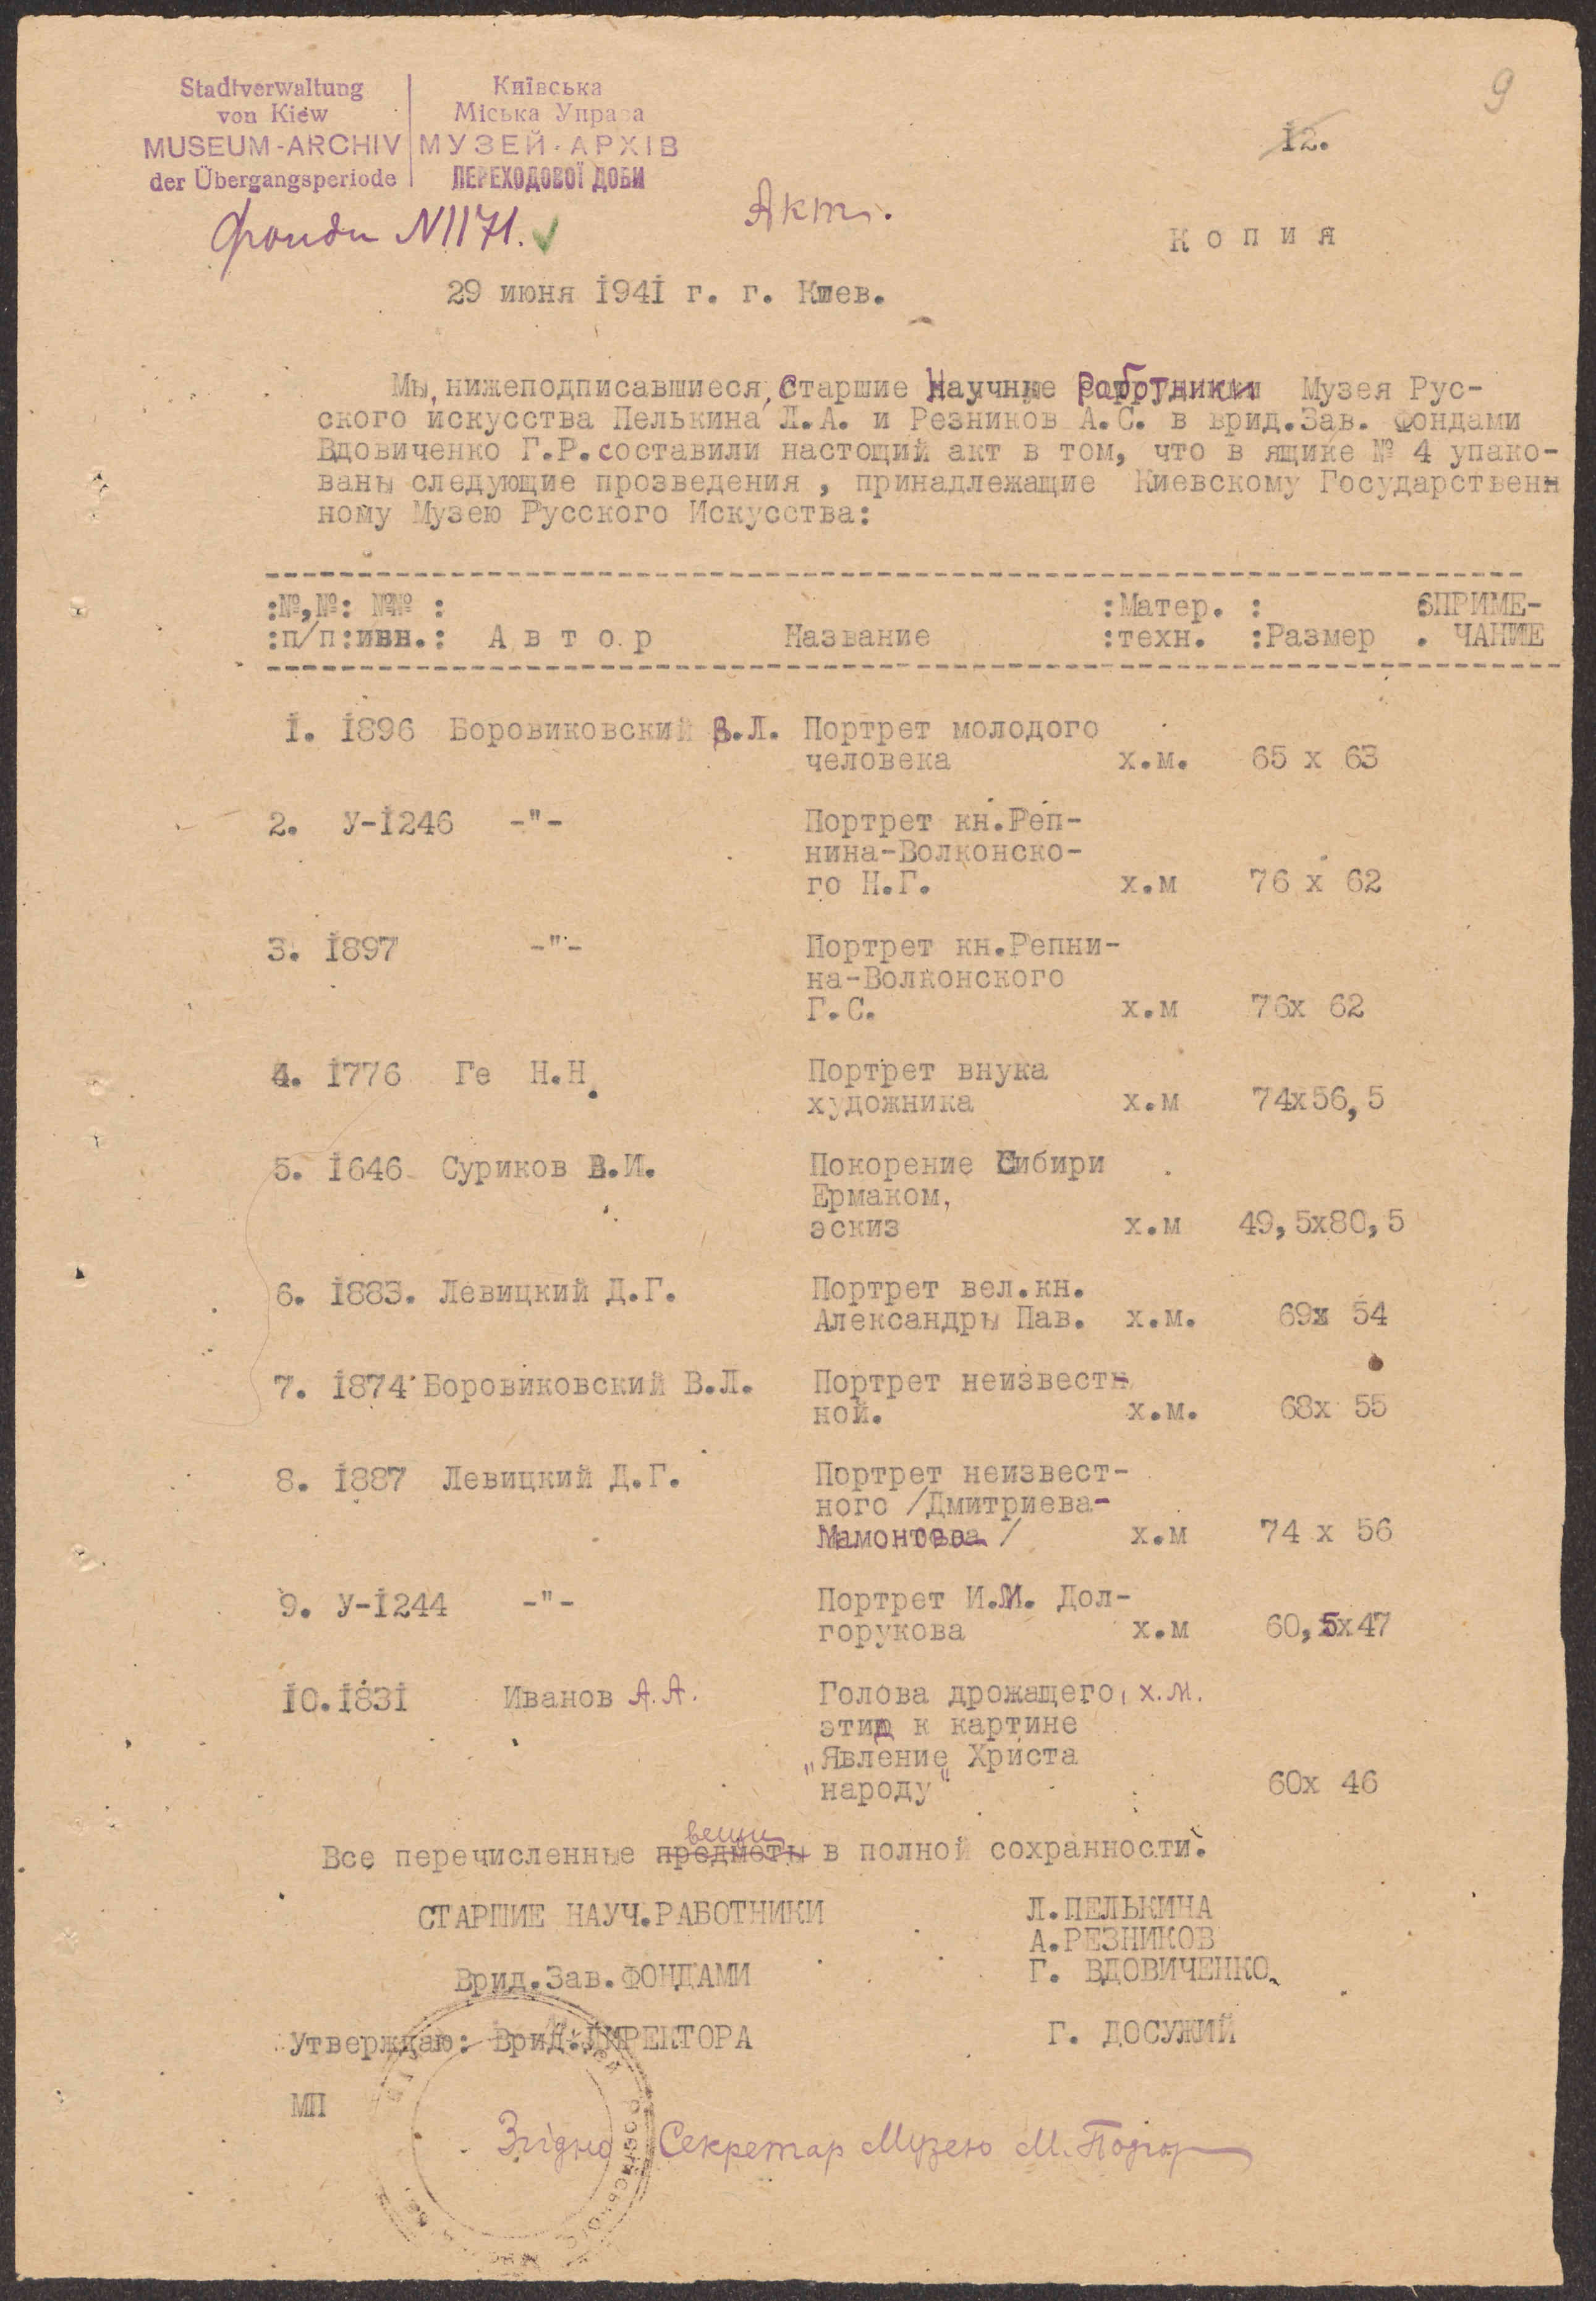 9
Stadtverwaltung
von Kiew
MUSEUM-ARCHIV
der Übergangsperiode
Київська
Міська Управа
МУЗЕЙ-АРХІВ
ПЕРЕХОДОВОЇ ДОБИ
12.
фонди N1171.
Акт.
К о п и я
29 июня 1941 г. г. Киев.
Мы, нижеподписавшиеся, Старшие Научные работники Музея Рус-
ского искусства Пелькина Л.А. и Резников А.С. в врид.Зав. Фондами
Вдовиченко Г.Р.составили настощий акт в том, что в ящике № 4 упако-
ваны следующие прозведения , принадлежащие Киевскому Государственн
ному Музею Русского Искусства:
:№,№: №№ : :Матер. : 6ПРИМЕ-
:п/п:инв.: А в т о р Название :техн. :Размер . ЧАНИЕ
1. 1896 Боровиковский В.Л. Портрет молодого
человека х.м. 65 х 63
2. У-1246 -"- Портрет кн.Реп-
нина-Волконско-
го Н.Г. х.м 76 х 62
3. 1897 -"- Портрет кн.Репни-
на-Волконского
Г.С. х.м 76х 62
4. 1776 Ге Н.Н. Портрет внука
художника х.м 74х56,5
5. 1646 Суриков В.И. Покорение Сибири
Ермаком,
эскиз х.м 49,5х80,5
6. 1883. Левицкий Д.Г. Портрет вел.кн.
Александры Пав. х.м. 69х 54
7. 1874 Боровиковский В.Л. Портрет неизвестн
ной. х.м. 68х 55
8. 1887 Левицкий Д.Г. Портрет неизвест-
ного /Дмитриева-
Мамонтова / х.м 74 х 56
9. У-1244 -"- Портрет И.М. Дол-
горукова х.м 60,5х47
10.1831 Иванов А.А. Голова дрожащего, х.м.
этид к картине
"Явление Христа
народу" 60х 46
вещи
Все перечисленные предметы в полной сохранности.
СТАРШИЕ НАУЧ.РАБОТНИКИ Л.ПЕЛЬКИНА
А.РЕЗНИКОВ
Врид.Зав.ФОНДАМИ Г. ВДОВИЧЕНКО.
Утверждаю: Врид.ДИРЕКТОРА Г. ДОСУЖИЙ
МП
Згідно Секретар Музею М.